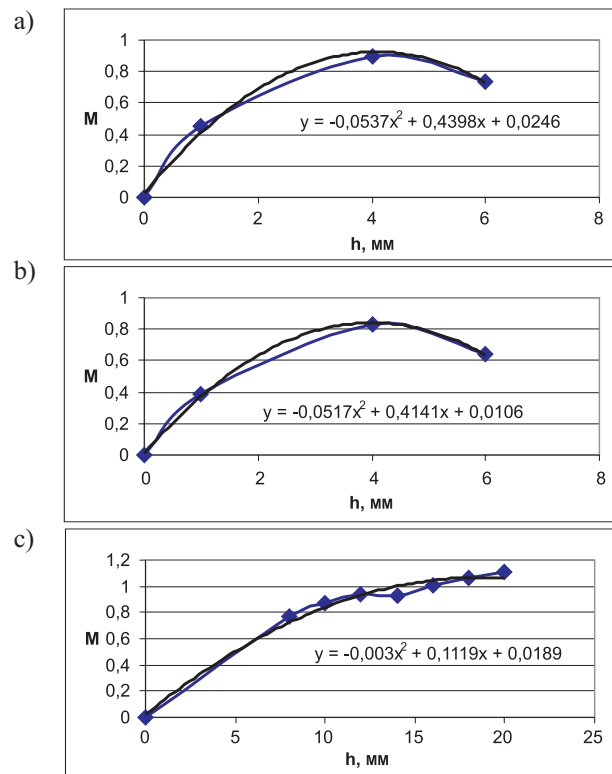 a)
1
0,8
0,6
M
0,4
0,2
0
y = -0,0537x² + 0,4398x + 0,0246
0 2 4 6 8
h, мм
b)
1
0,8
0,6
M
0,4
0,2
0
y = -0,0517x² + 0,4141x + 0,0106
0 2 4 6 8
h, мм
c)
1,2
1
0,8
M
0,6
0,4
0,2
0
y = -0,003x² + 0,1119x + 0,0189
0 5 10 15 20 25
h, мм